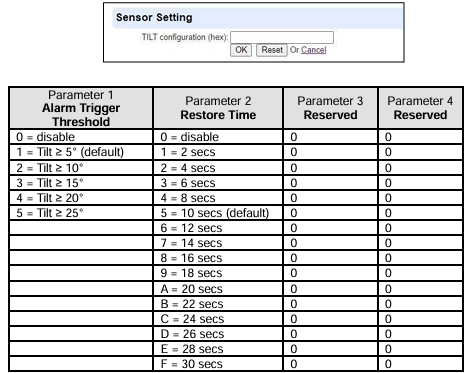 Sensor Setting
TILT configuration (hex):
OK Reset Or Cancel
Parameter 1 Alarm Trigger Threshold Parameter 2 Restore Time Parameter 3 Reserved Parameter 4 Reserved
0 = disable 0 = disable 0 0
1 = Tilt ≥ 5° (default) 1 = 2 secs 0 0
2 = Tilt ≥ 10° 2 = 4 secs 0 0
3 = Tilt ≥ 15° 3 = 6 secs 0 0
4 = Tilt ≥ 20° 4 = 8 secs 0 0
5 = Tilt ≥ 25° 5 = 10 secs (default) 0 0
6 = 12 secs 0 0
7 = 14 secs 0 0
8 = 16 secs 0 0
9 = 18 secs 0 0
A = 20 secs 0 0
B = 22 secs 0 0
C = 24 secs 0 0
D = 26 secs 0 0
E = 28 secs 0 0
F = 30 secs 0 0